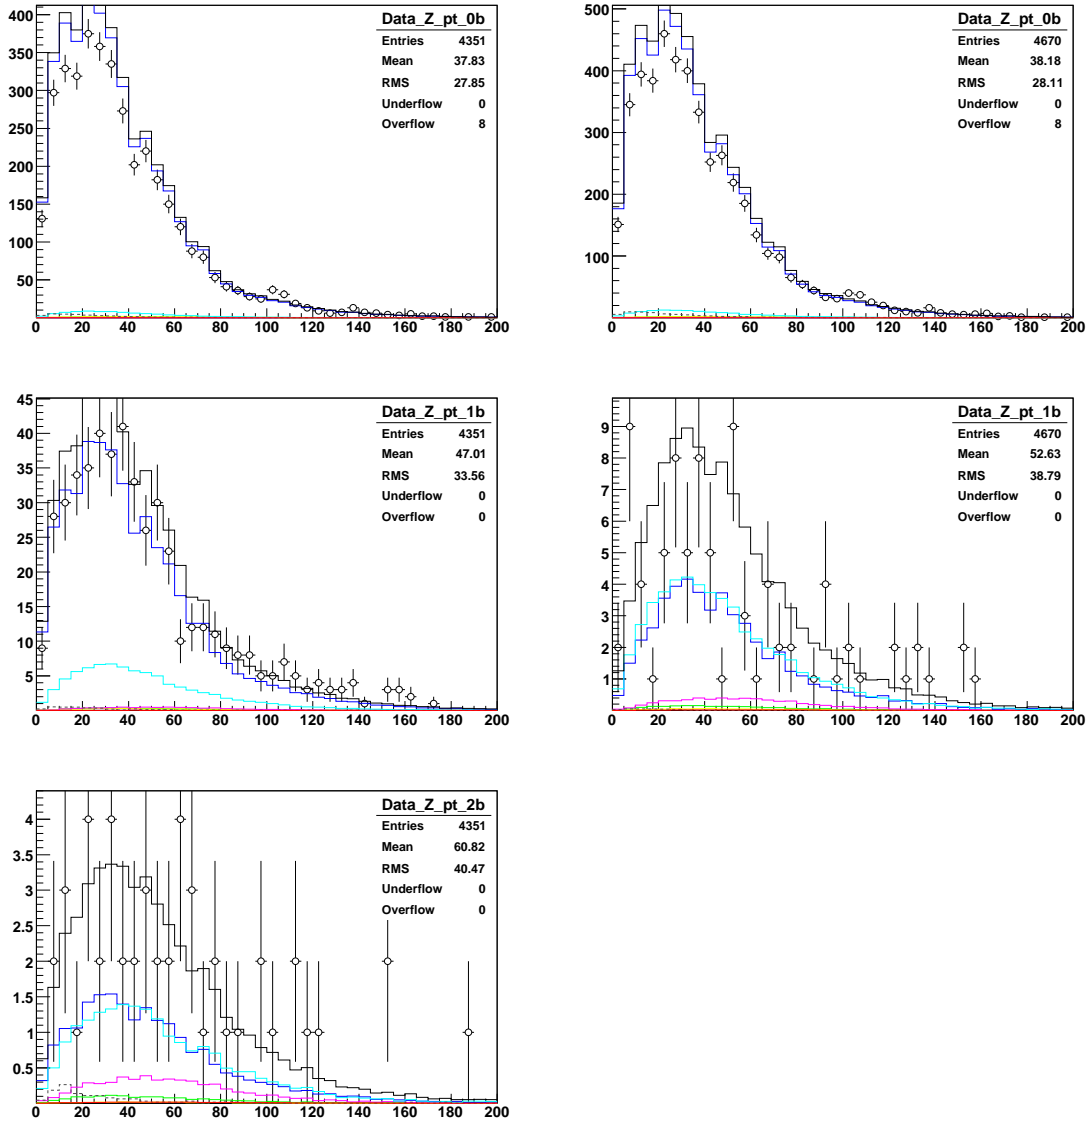 Data_Z_pt_0b
Entries 4351
Mean 37.83
RMS 27.85
Underflow 0
Overflow 8
400
350
300
250
200
150
100
50
0 20 40 60 80 100 120 140 160 180 200
Data_Z_pt_0b
Entries 4670
Mean 38.18
RMS 28.11
Underflow 0
Overflow 8
500
400
300
200
100
0 20 40 60 80 100 120 140 160 180 200
Data_Z_pt_1b
Entries 4351
Mean 47.01
RMS 33.56
Underflow 0
Overflow 0
45
40
35
30
25
20
15
10
5
0 20 40 60 80 100 120 140 160 180 200
Data_Z_pt_1b
Entries 4670
Mean 52.63
RMS 38.79
Underflow 0
Overflow 0
9
8
7
6
5
4
3
2
1
0 20 40 60 80 100 120 140 160 180 200
Data_Z_pt_2b
Entries 4351
Mean 60.82
RMS 40.47
Underflow 0
Overflow 0
4
3.5
3
2.5
2
1.5
1
0.5
0 20 40 60 80 100 120 140 160 180 200